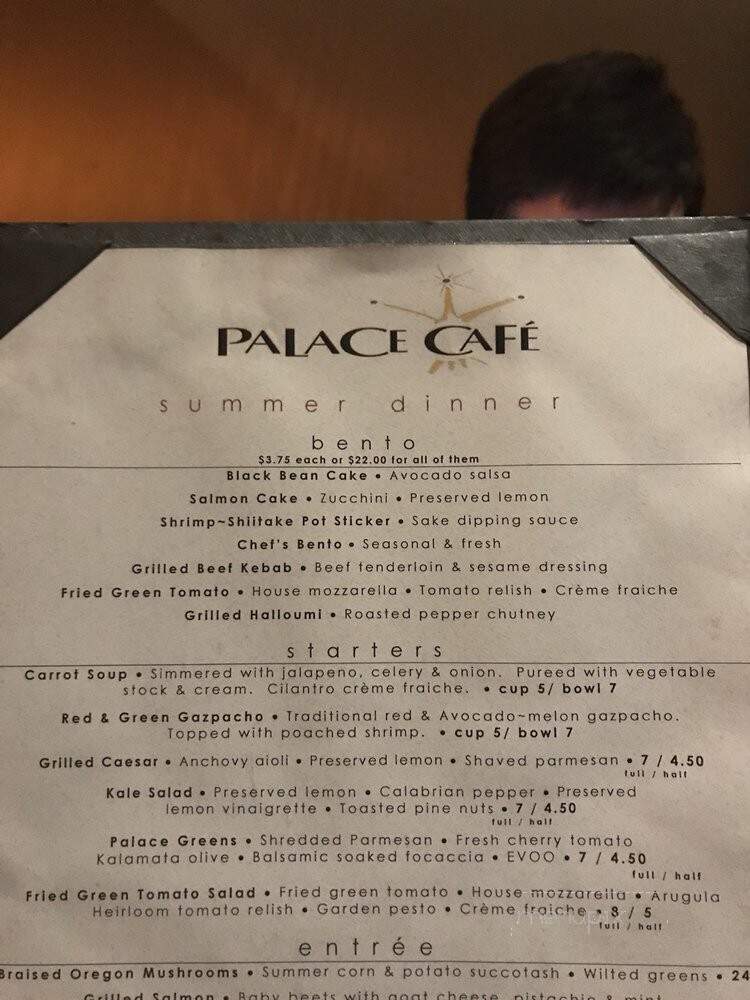 PALACE CAFÉ
summer dinner
bento
$3.75 each or $22.00 for all of them
Black Bean Cake • Avocado salsa
Salmon Cake • Zucchini • Preserved lemon
Shrimp~Shiitake Pot Sticker • Sake dipping sauce
Chef's Bento • Seasonal & fresh
Grilled Beef Kebab • Beef tenderloin & sesame dressing
Fried Green Tomato • House mozzarella • Tomato relish • Crème fraiche
Grilled Halloumi • Roasted pepper chutney
starters
Carrot Soup • Simmered with jalapeno, celery & onion. Pureed with vegetable
stock & cream. Cilantro crème fraiche. • cup 5/ bowl 7
Red & Green Gazpacho • Traditional red & Avocado~melon gazpacho.
Topped with poached shrimp. • cup 5/ bowl 7
Grilled Caesar • Anchovy aioli • Preserved lemon • Shaved parmesan • 7 / 4.50
full / half
Kale Salad • Preserved lemon • Calabrian pepper • Preserved
lemon vinaigrette • Toasted pine nuts • 7 / 4.50
full / half
Palace Greens • Shredded Parmesan • Fresh cherry tomato
Kalamata olive • Balsamic soaked focaccia • EVOO • 7 / 4.50
full / half
Fried Green Tomato Salad • Fried green tomato • House mozzarella • Arugula
Heirloom tomato relish • Garden pesto • Crème fraiche • 8 / 5
full / half
entrée
Braised Oregon Mushrooms • Summer corn & potato succotash • Wilted greens • 24
Grilled Salmon • Baby beets with goat cheese, pistachio & mint